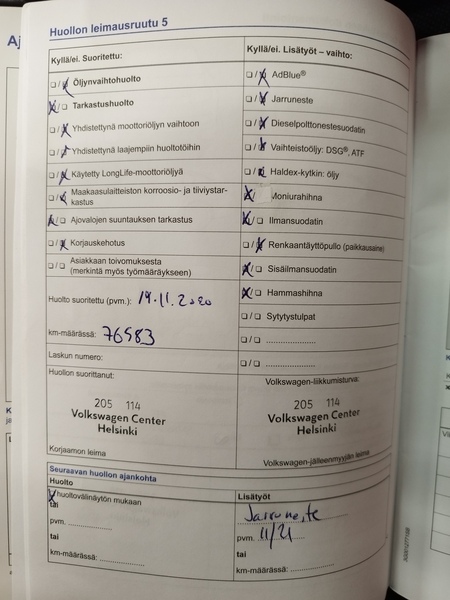 Huollon leimausruutu 5
Kyllä/ei. Suoritettu:
Öljynvaihtohuolto
Tarkastushuolto
Yhdistettynä moottoriöljyn vaihtoon
Yhdistettynä laajempiin huoltotöihin
Käytetty LongLife-moottoriöljyä
Maakaasulaitteiston korroosio- ja tiiviystar-
kastus
Ajovalojen suuntauksen tarkastus
Korjauskehotus
Asiakkaan toivomuksesta
(merkintä myös työmääräykseen)
Huolto suoritettu (pvm.): 19.11.2020
km-määrässä: 76583
Laskun numero:
Huollon suorittanut:
205 114
Volkswagen Center
Helsinki
Korjaamon leima
Kyllä/ei. Lisätyöt – vaihto:
AdBlue®
Jarruneste
Dieselpolttonestesuodatin
Vaihteistoöljy: DSG®, ATF
Haldex-kytkin: öljy
Moniurahihna
Ilmansuodatin
Renkaantäyttöpullo (paikkausaine)
Sisäilmansuodatin
Hammashihna
Sytytystulpat
Volkswagen-liikkumisturva:
205 114
Volkswagen Center
Helsinki
Volkswagen-jälleenmyyjän leima
Seuraavan huollon ajankohta
Huolto
huoltovälinäytön mukaan
tai
pvm.
tai
km-määrässä:
Lisätyöt
Jarruneste
pvm. 11/21
tai
km-määrässä: